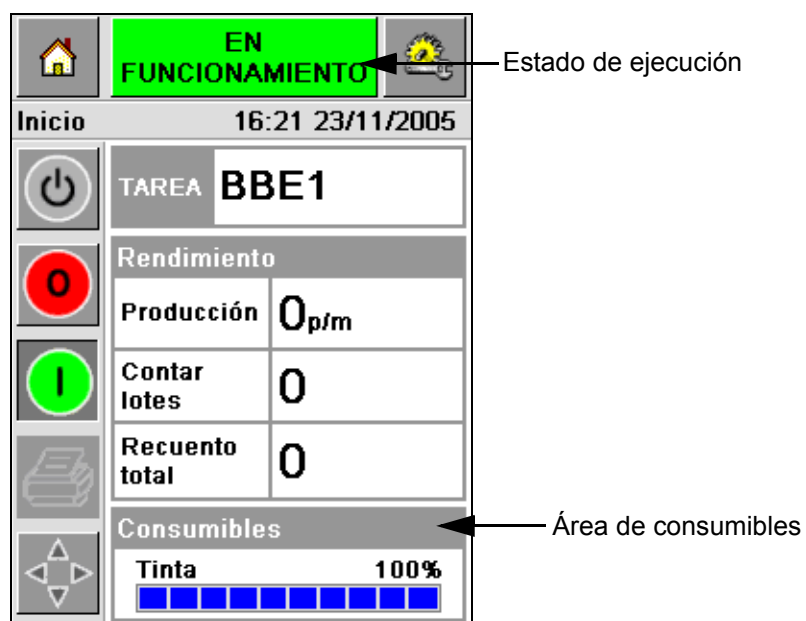 EN
FUNCIONAMIENTO
Estado de ejecución
Inicio 16:21 23/11/2005
TAREA BBE1
Rendimiento
O
Producción 0p/m
I
Contar
lotes 0
Recuento
total 0
Consumibles
Área de consumibles
Tinta 100%